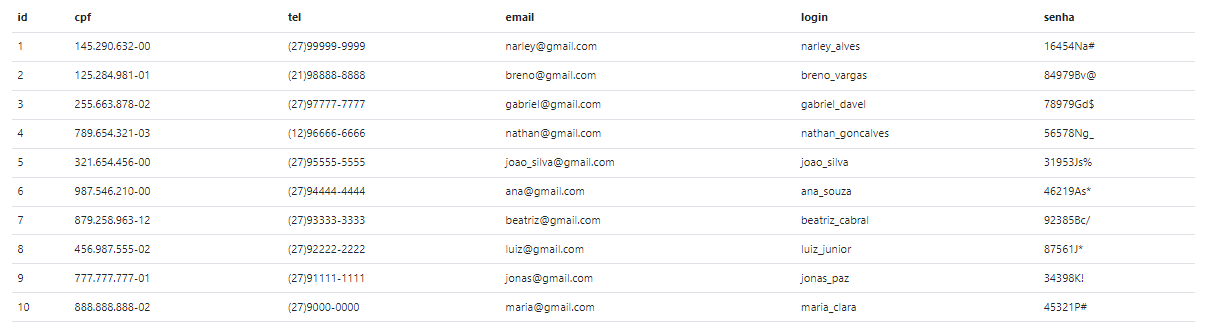 id cpf tel email login senha
1 145.290.632-00 (27)99999-9999 narley@gmail.com narley_alves 16454Na#
2 125.284.981-01 (21)98888-8888 breno@gmail.com breno_vargas 84979Bv@
3 255.663.878-02 (27)97777-7777 gabriel@gmail.com gabriel_davel 78979Gd$
4 789.654.321-03 (12)96666-6666 nathan@gmail.com nathan_goncalves 56578Ng_
5 321.654.456-00 (27)95555-5555 joao_silva@gmail.com joao_silva 31953Js%
6 987.546.210-00 (27)94444-4444 ana@gmail.com ana_souza 46219As*
7 879.258.963-12 (27)93333-3333 beatriz@gmail.com beatriz_cabral 92385Bc/
8 456.987.555-02 (27)92222-2222 luiz@gmail.com luiz_junior 87561J*
9 777.777.777-01 (27)91111-1111 jonas@gmail.com jonas_paz 34398K!
10 888.888.888-02 (27)9000-0000 maria@gmail.com maria_clara 45321P#